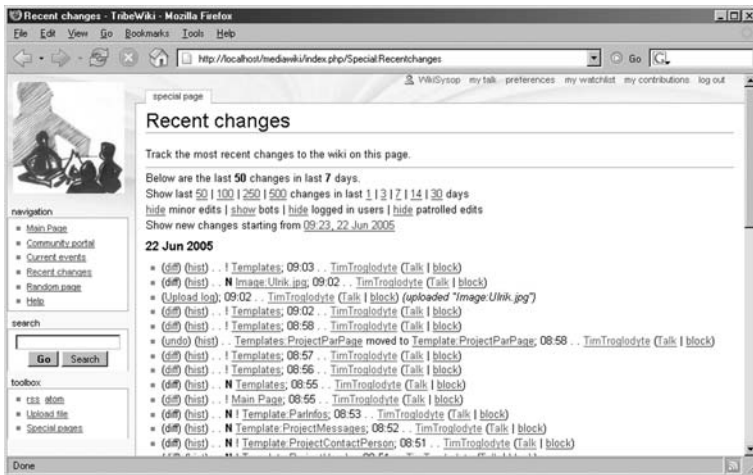 Recent changes - TribeWiki - Mozilla Firefox
File Edit View Go Bookmarks Tools Help
http://localhost/mediawiki/index.php/Special:Recentchanges Go G
WikiSysop my talk preferences my watchlist my contributions log out
special page
Recent changes
Track the most recent changes to the wiki on this page.
Below are the last 50 changes in last 7 days.
Show last 50 | 100 | 250 | 500 changes in last 1 | 3 | 7 | 14 | 30 days
hide minor edits | show bots | hide logged in users | hide patrolled edits
Show new changes starting from 09:23, 22 Jun 2005
22 Jun 2005
(diff) (hist) . . ! Templates; 09:03 . . TimTroglodyte (Talk | block)
(diff) (hist) . . N Image:Ulrik.jpg; 09:02 . . TimTroglodyte (Talk | block)
(Upload log); 09:02 . . TimTroglodyte (Talk | block) (uploaded "Image:Ulrik.jpg")
(diff) (hist) . . ! Templates; 09:02 . . TimTroglodyte (Talk | block)
(diff) (hist) . . ! Templates; 08:58 . . TimTroglodyte (Talk | block)
(undo) (hist) . . Templates:ProjectParPage moved to Template:ProjectParPage; 08:58 . . TimTroglodyte (Talk | block)
(diff) (hist) . . ! Templates; 08:57 . . TimTroglodyte (Talk | block)
(diff) (hist) . . ! Templates; 08:56 . . TimTroglodyte (Talk | block)
(diff) (hist) . . N Templates; 08:55 . . TimTroglodyte (Talk | block)
(diff) (hist) . . ! Main Page; 08:55 . . TimTroglodyte (Talk | block)
(diff) (hist) . . N ! Template:ParInfos; 08:53 . . TimTroglodyte (Talk | block)
(diff) (hist) . . N Template:ProjectMessages; 08:52 . . TimTroglodyte (Talk | block)
(diff) (hist) . . N ! Template:ProjectContactPerson; 08:51 . . TimTroglodyte (Talk | block)
navigation
Main Page
Community portal
Current events
Recent changes
Random page
Help
search
Go Search
toolbox
rss atom
Upload file
Special pages
Done